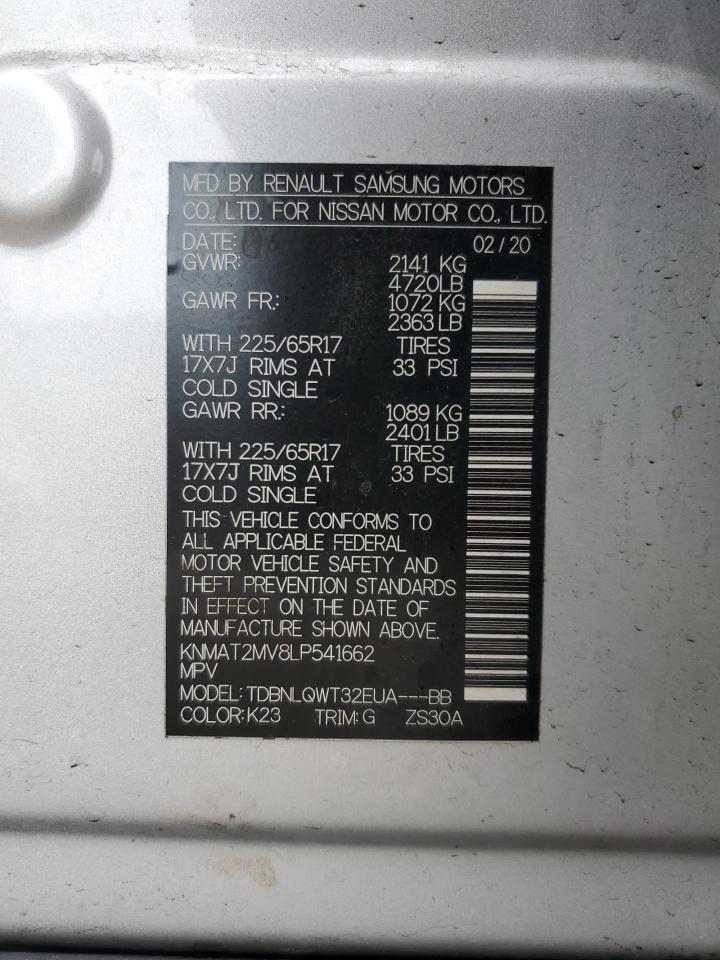 MFD BY RENAULT SAMSUNG MOTORS
CO., LTD. FOR NISSAN MOTOR CO., LTD.
DATE: 02/20
GVWR: 2141 KG
4720LB
GAWR FR.: 1072 KG
2363LB
WITH 225/65R17 TIRES
17X7J RIMS AT 33 PSI
COLD SINGLE
GAWR RR.: 1089 KG
2401LB
WITH 225/65R17 TIRES
17X7J RIMS AT 33 PSI
COLD SINGLE
THIS VEHICLE CONFORMS TO
ALL APPLICABLE FEDERAL
MOTOR VEHICLE SAFETY AND
THEFT PREVENTION STANDARDS
IN EFFECT ON THE DATE OF
MANUFACTURE SHOWN ABOVE.
KNMAT2MV8LP541662
MPV
MODEL: TDBNLQWT32EUA---BB
COLOR: K23 TRIM: G ZS30A